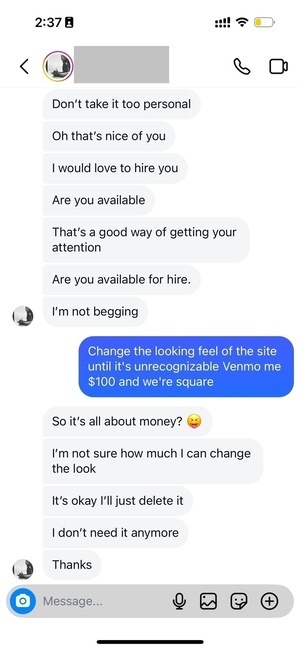 2:37
Don’t take it too personal
Oh that’s nice of you
I would love to hire you
Are you available
That’s a good way of getting your
attention
Are you available for hire.
I’m not begging
Change the looking feel of the site
until it's unrecognizable Venmo me
$100 and we're square
So it’s all about money? 😝
I’m not sure how much I can change
the look
It’s okay I’ll just delete it
I don’t need it anymore
Thanks
Message...